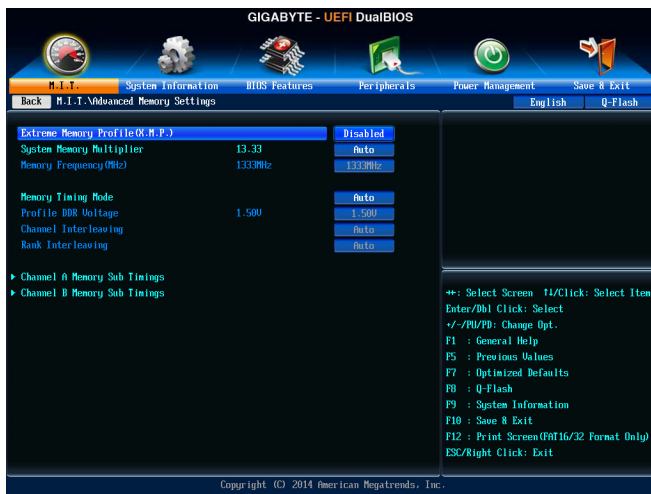 GIGABYTE - UEFI DualBIOS
M.I.T. System Information BIOS Features Peripherals Power Management Save & Exit
Back M.I.T.\Advanced Memory Settings English Q-Flash
Extreme Memory Profile(X.M.P.) Disabled
System Memory Multiplier 13.33 Auto
Memory Frequency(MHz) 1333MHz 1333MHz
Memory Timing Mode Auto
Profile DDR Voltage 1.50V 1.50V
Channel Interleaving Auto
Rank Interleaving Auto
Channel A Memory Sub Timings
Channel B Memory Sub Timings
→←: Select Screen ↑↓/Click: Select Item
Enter/Dbl Click: Select
+/-/PU/PD: Change Opt.
F1 : General Help
F5 : Previous Values
F7 : Optimized Defaults
F8 : Q-Flash
F9 : System Information
F10 : Save & Exit
F12 : Print Screen(FAT16/32 Format Only)
ESC/Right Click: Exit
Copyright (C) 2014 American Megatrends, Inc.